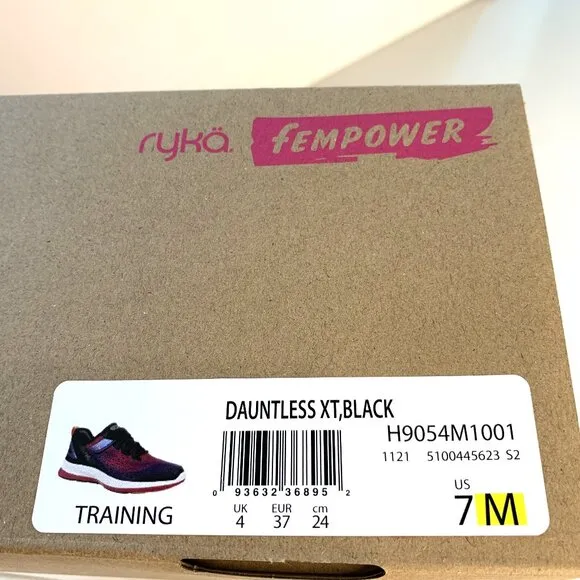 rykä. fEMPOWER
DAUNTLESS XT,BLACK
H9054M1001
1121 5100445623 S2
0 93632 36895 2
TRAINING
UK EUR cm
4 37 24
US
7 M